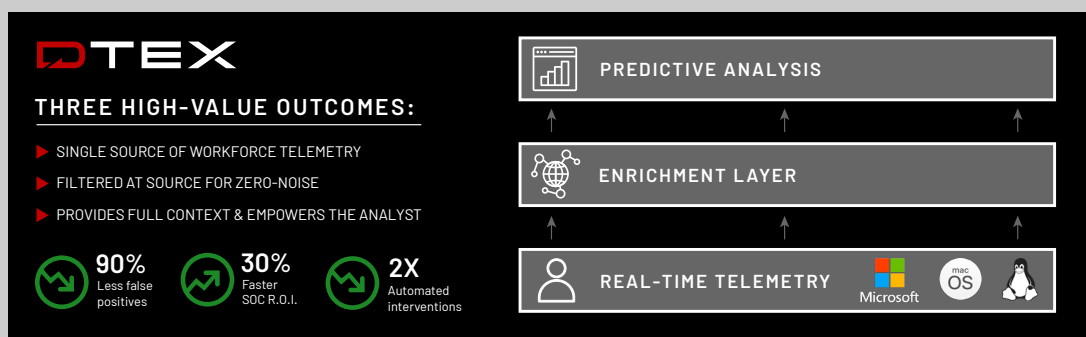 DTEX
THREE HIGH-VALUE OUTCOMES:
SINGLE SOURCE OF WORKFORCE TELEMETRY
FILTERED AT SOURCE FOR ZERO-NOISE
PROVIDES FULL CONTEXT & EMPOWERS THE ANALYST
90%
Less false
positives
30%
Faster
SOC R.O.I.
2X
Automated
interventions
PREDICTIVE ANALYSIS
ENRICHMENT LAYER
REAL-TIME TELEMETRY
Microsoft
mac
OS